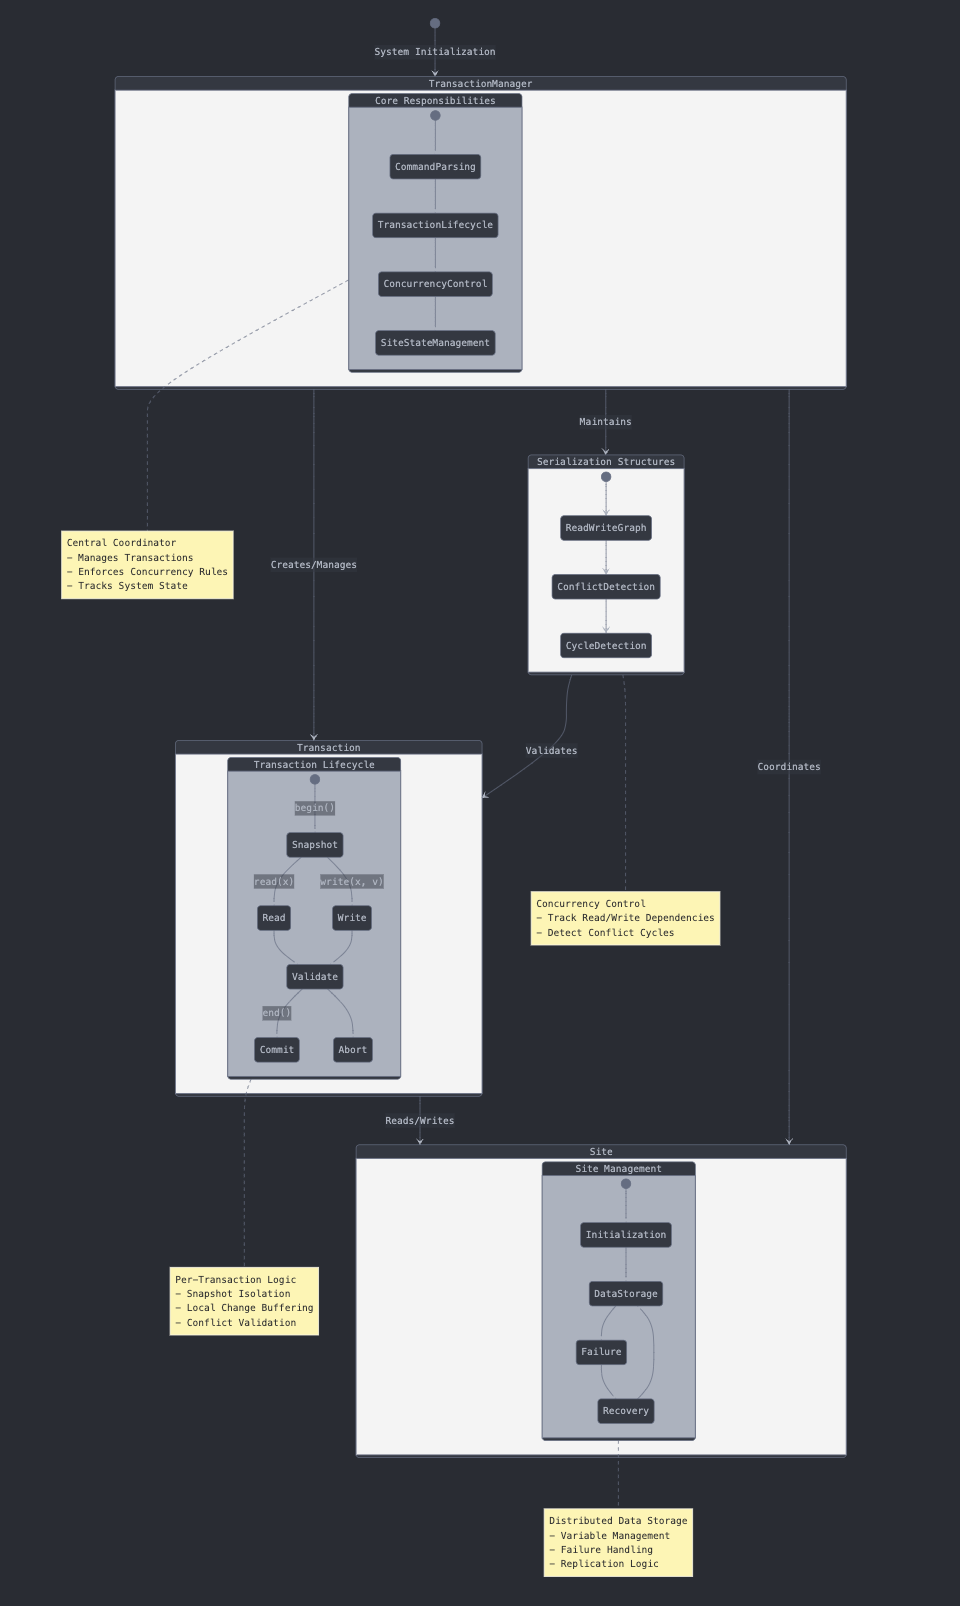 System Initialization
TransactionManager
Core Responsibilities
CommandParsing
TransactionLifecycle
ConcurrencyControl
SiteStateManagement
Maintains
Serialization Structures
ReadWriteGraph
ConflictDetection
CycleDetection
Central Coordinator
– Manages Transactions
– Enforces Concurrency Rules
– Tracks System State
Creates/Manages
Validates
Coordinates
Transaction
Transaction Lifecycle
begin()
Snapshot
read(x)
write(x, v)
Read
Write
Validate
end()
Commit
Abort
Concurrency Control
– Track Read/Write Dependencies
– Detect Conflict Cycles
Reads/Writes
Site
Site Management
Initialization
DataStorage
Failure
Recovery
Per–Transaction Logic
– Snapshot Isolation
– Local Change Buffering
– Conflict Validation
Distributed Data Storage
– Variable Management
– Failure Handling
– Replication Logic